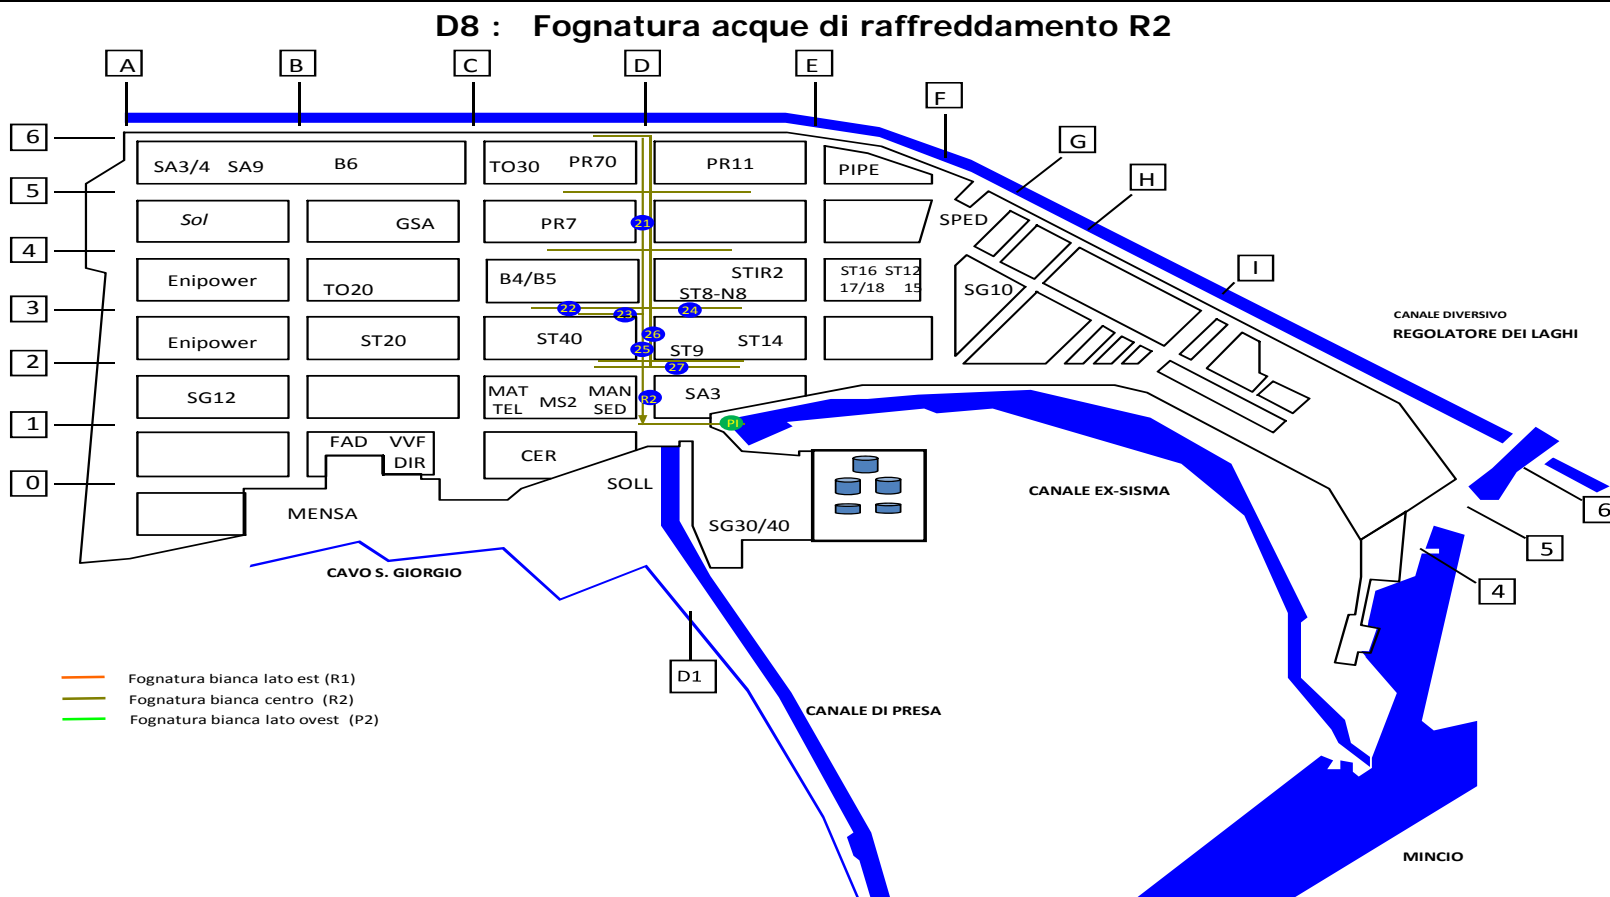 D8 : Fognatura acque di raffreddamento R2
A
B
C
D
E
F
G
H
I
6
5
4
3
2
1
0
SA3/4 SA9
B6
TO30
PR70
PR11
PIPE
Sol
GSA
PR7
21
SPED
Enipower
TO20
B4/B5
STIR2
ST8-N8
ST16 ST12
17/18 15
SG10
22
23
24
CANALE DIVERSIVO
REGOLATORE DEI LAGHI
Enipower
ST20
ST40
26
25
ST9
ST14
27
SG12
MAT
TEL
MS2
MAN
SED
R2
SA3
PI
FAD VVF
DIR
CER
SOLL
MENSA
SG30/40
CANALE EX-SISMA
6
5
4
CAVO S. GIORGIO
D1
CANALE DI PRESA
Fognatura bianca lato est (R1)
Fognatura bianca centro (R2)
Fognatura bianca lato ovest (P2)
MINCIO